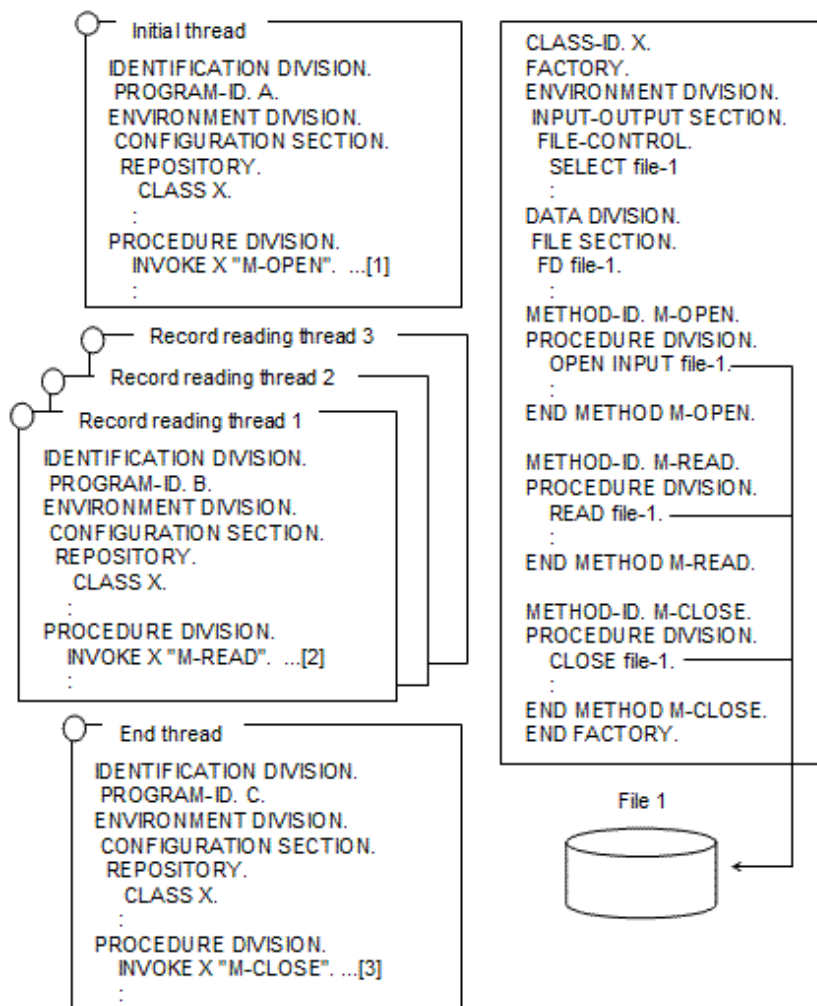 Initial thread
IDENTIFICATION DIVISION.
PROGRAM-ID. A.
ENVIRONMENT DIVISION.
CONFIGURATION SECTION.
REPOSITORY.
CLASS X.
:
PROCEDURE DIVISION.
INVOKE X "M-OPEN". ...[1]
:
Record reading thread 3
Record reading thread 2
Record reading thread 1
IDENTIFICATION DIVISION.
PROGRAM-ID. B.
ENVIRONMENT DIVISION.
CONFIGURATION SECTION.
REPOSITORY.
CLASS X.
:
PROCEDURE DIVISION.
INVOKE X "M-READ". ...[2]
:
End thread
IDENTIFICATION DIVISION.
PROGRAM-ID. C.
ENVIRONMENT DIVISION.
CONFIGURATION SECTION.
REPOSITORY.
CLASS X.
:
PROCEDURE DIVISION.
INVOKE X "M-CLOSE". ...[3]
:
CLASS-ID. X.
FACTORY.
ENVIRONMENT DIVISION.
INPUT-OUTPUT SECTION.
FILE-CONTROL.
SELECT file-1
:
DATA DIVISION.
FILE SECTION.
FD file-1.
:
METHOD-ID. M-OPEN.
PROCEDURE DIVISION.
OPEN INPUT file-1.
:
END METHOD M-OPEN.
METHOD-ID. M-READ.
PROCEDURE DIVISION.
READ file-1.
:
END METHOD M-READ.
METHOD-ID. M-CLOSE.
PROCEDURE DIVISION.
CLOSE file-1.
:
END METHOD M-CLOSE.
END FACTORY.
File 1